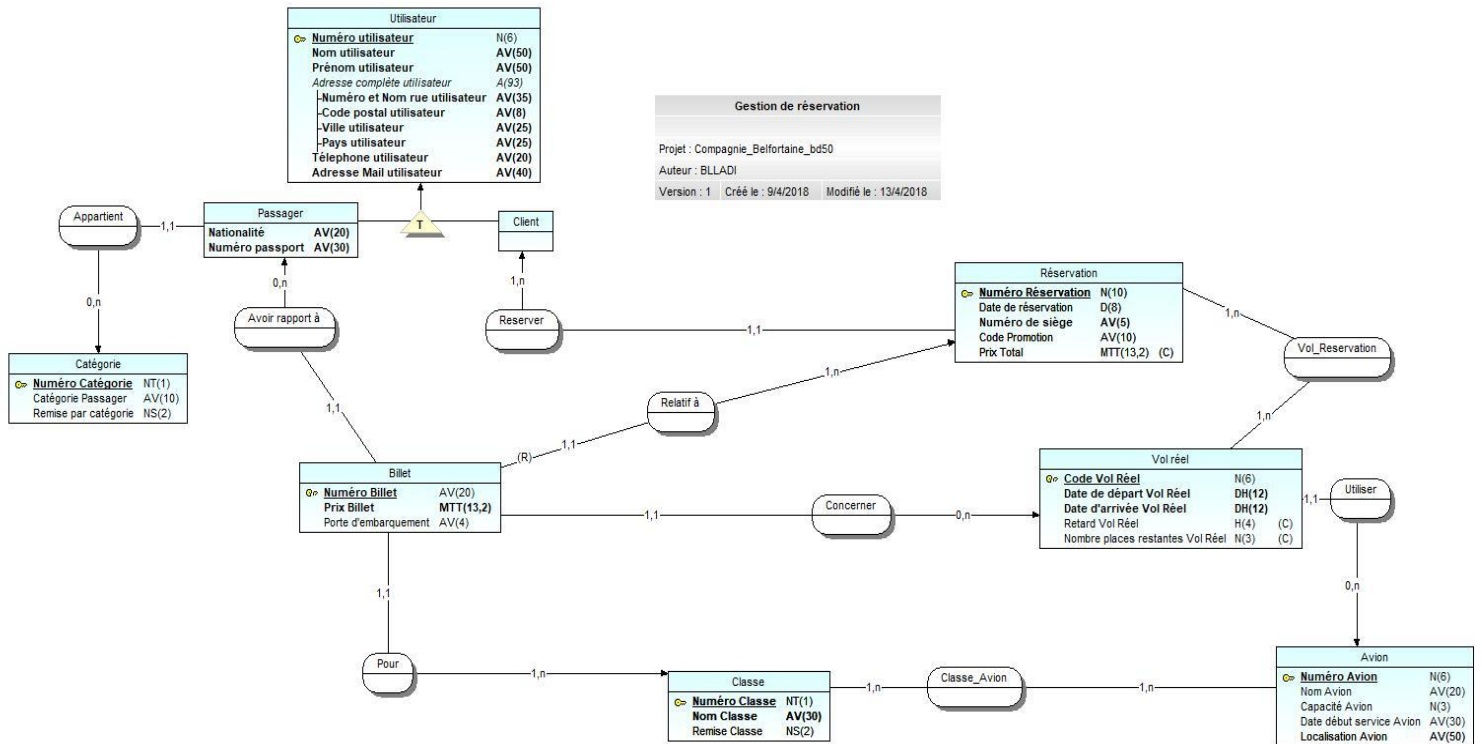 Utilisateur
Numéro utilisateur N(6)
Nom utilisateur AV(50)
Prénom utilisateur AV(50)
Adresse complète utilisateur A(93)
Numéro et Nom rue utilisateur AV(35)
Code postal utilisateur AV(8)
Ville utilisateur AV(25)
Pays utilisateur AV(25)
Télephone utilisateur AV(20)
Adresse Mail utilisateur AV(40)
Gestion de réservation
Projet : Compagnie_Belfortaine_bd50
Auteur : BLLADI
Version : 1 Créé le : 9/4/2018 Modifié le : 13/4/2018
Appartient
1,1
Passager
Nationalité AV(20)
Numéro passport AV(30)
T
Client
0,n
0,n
1,n
Avoir rapport à
Reserver
1,1
Réservation
Numéro Réservation N(10)
Date de réservation D(8)
Numéro de siège AV(5)
Code Promotion AV(10)
Prix Total MTT(13,2) (C)
1,n
Vol_Reservation
Catégorie
Numéro Catégorie NT(1)
Catégorie Passager AV(10)
Remise par catégorie NS(2)
1,1
1,n
Relatif à
1,1
(R)
1,n
Billet
Numéro Billet AV(20)
Prix Billet MTT(13,2)
Porte d'embarquement AV(4)
1,1
Concerner
0,n
Vol réel
Code Vol Réel N(6)
Date de départ Vol Réel DH(12)
Date d'arrivée Vol Réel DH(12)
Retard Vol Réel H(4) (C)
Nombre places restantes Vol Réel N(3) (C)
1,1
Utiliser
0,n
1,1
Pour
1,n
Classe
Numéro Classe NT(1)
Nom Classe AV(30)
Remise Classe NS(2)
1,n
Classe_Avion
1,n
Avion
Numéro Avion N(6)
Nom Avion AV(20)
Capacité Avion N(3)
Date début service Avion AV(30)
Localisation Avion AV(50)